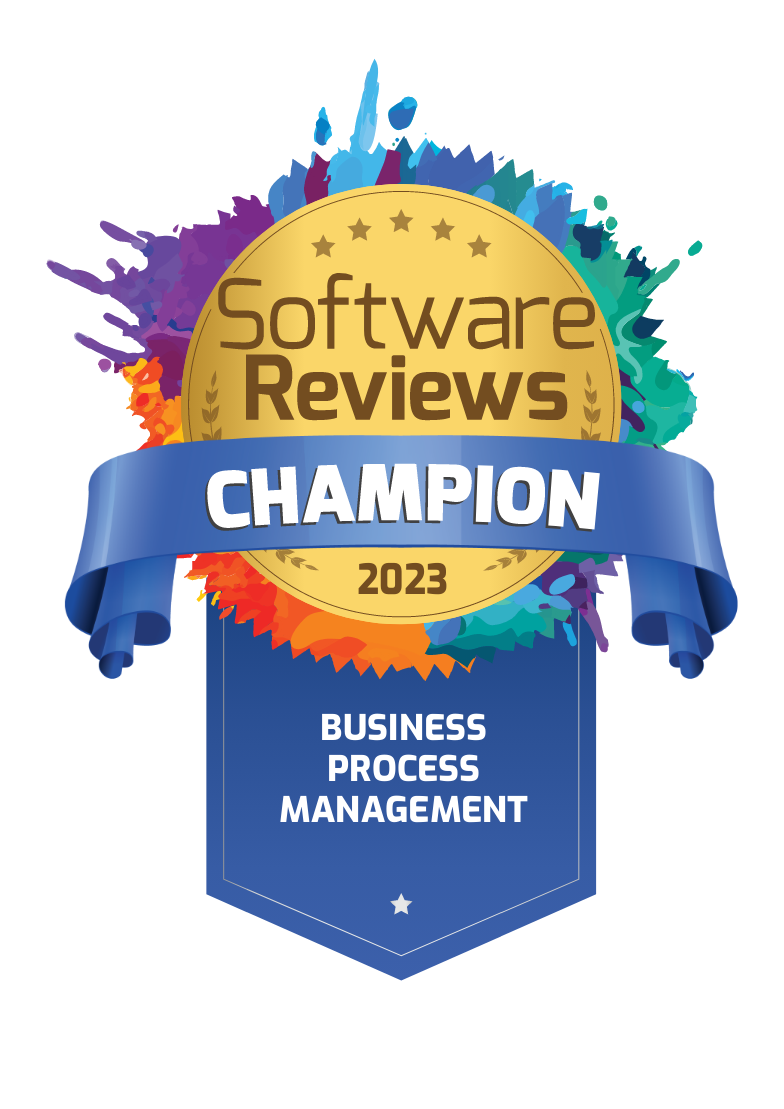 Software
Reviews
CHAMPION
2023
BUSINESS
PROCESS
MANAGEMENT